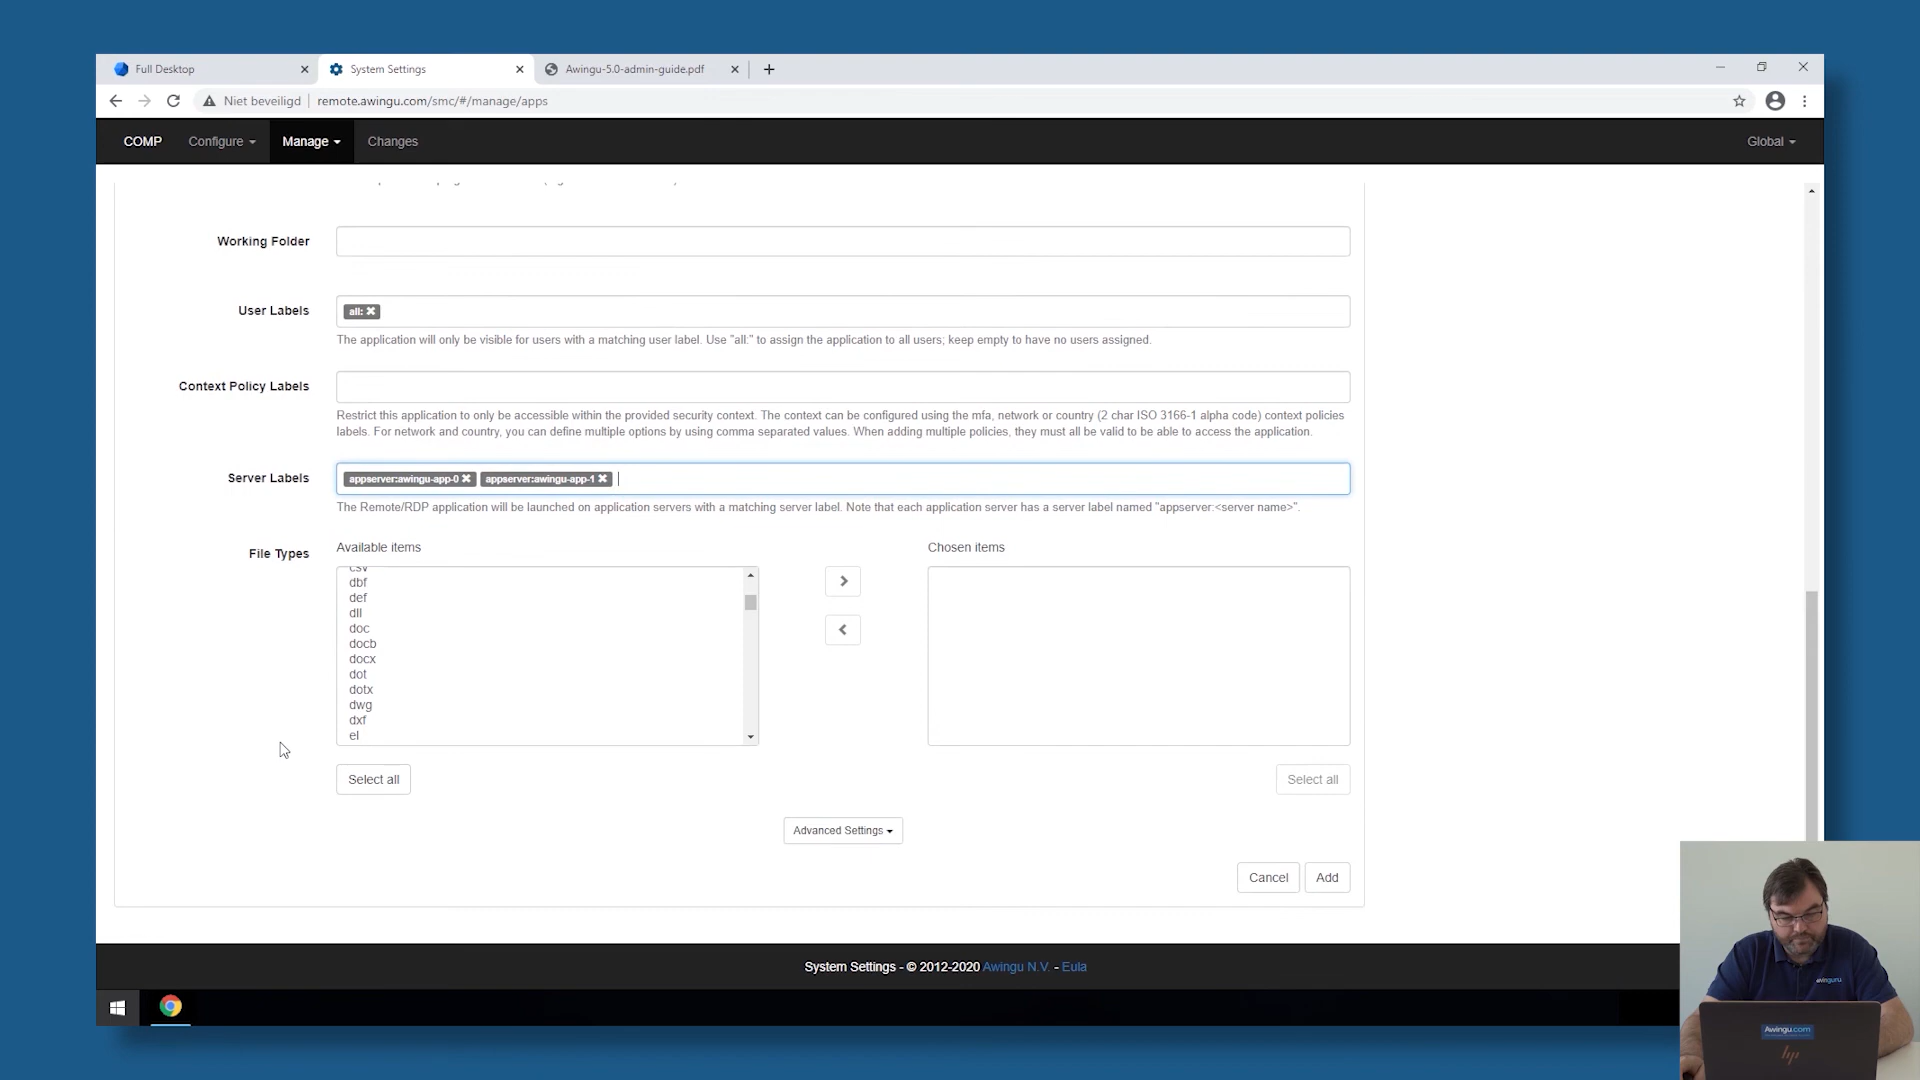 Full Desktop
System Settings
Awingu-5.0-admin-guide.pdf
Niet beveiligd
remote.awingu.com/smc/#/manage/apps
COMP
Configure
Manage
Changes
Global
Working Folder
User Labels
all:
The application will only be visible for users with a matching user label. Use "all:" to assign the application to all users; keep empty to have no users assigned.
Context Policy Labels
Restrict this application to only be accessible within the provided security context. The context can be configured using the mfa, network or country (2 char ISO 3166-1 alpha code) context policies
labels. For network and country, you can define multiple options by using comma separated values. When adding multiple policies, they must all be valid to be able to access the application.
Server Labels
appserver:awingu-app-0 appserver:awingu-app-1
The Remote/RDP application will be launched on application servers with a matching server label. Note that each application server has a server label named "appserver:<server name>".
File Types
Available items
Chosen items
csv
dbf
def
dll
doc
docb
docx
dot
dotx
dwg
dxf
el
Select all
Select all
Advanced Settings
Cancel
Add
System Settings - © 2012-2020 Awingu N.V. - Eula
awinguru
Awingu.com
hp